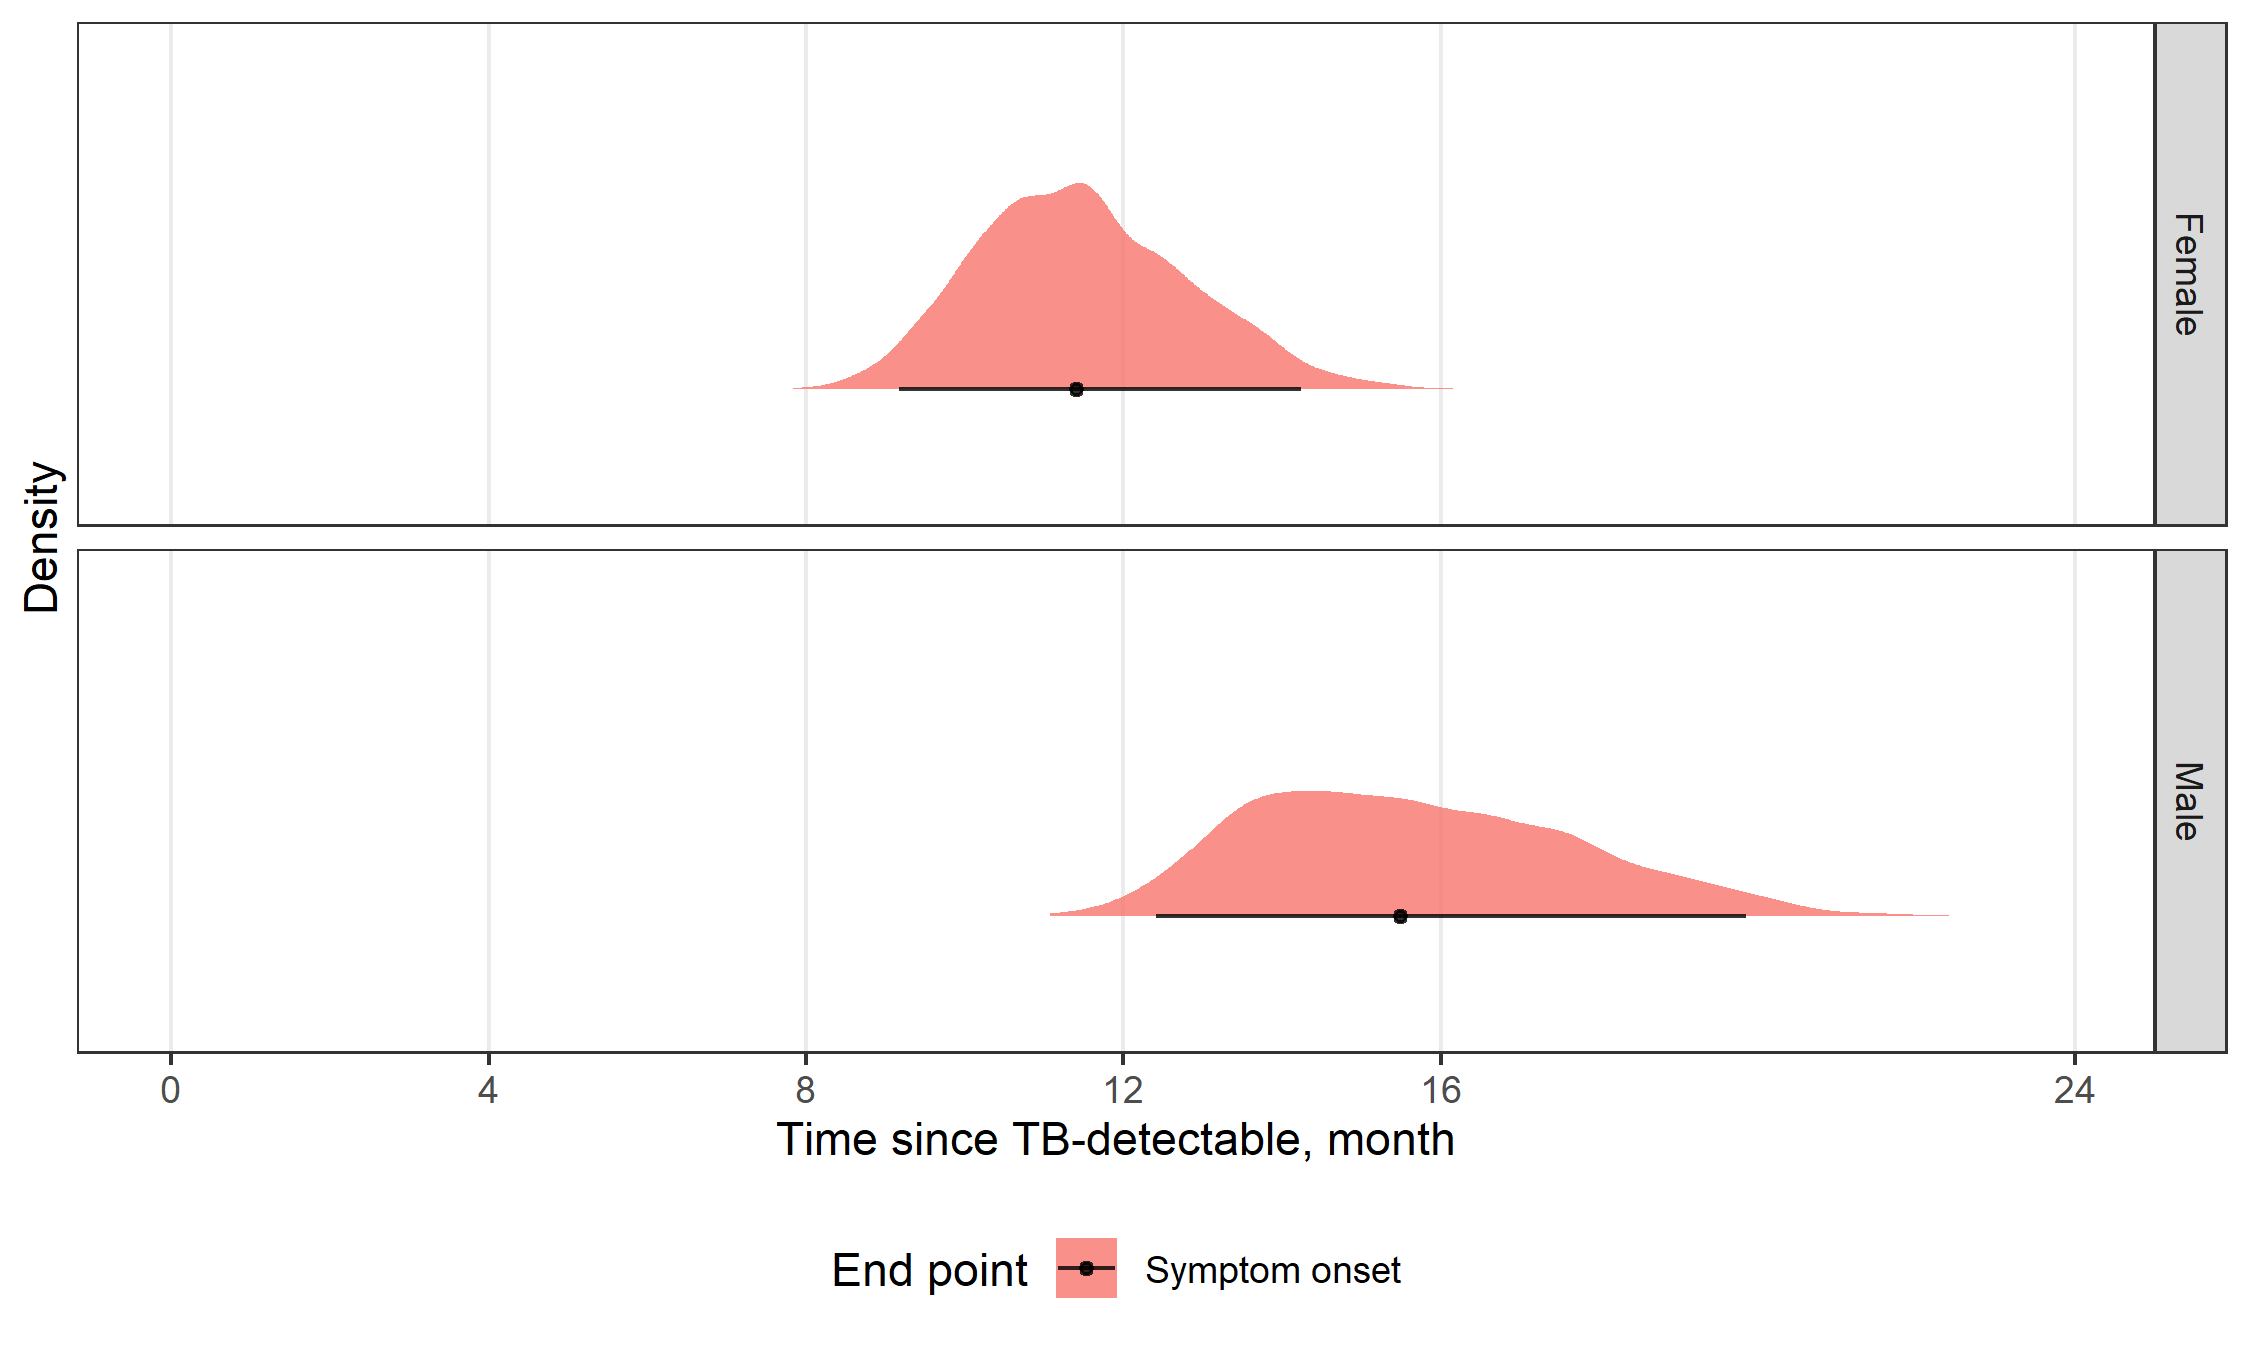 Density
Female
Male
0 4 8 12 16 24
Time since TB-detectable, month
End point Symptom onset